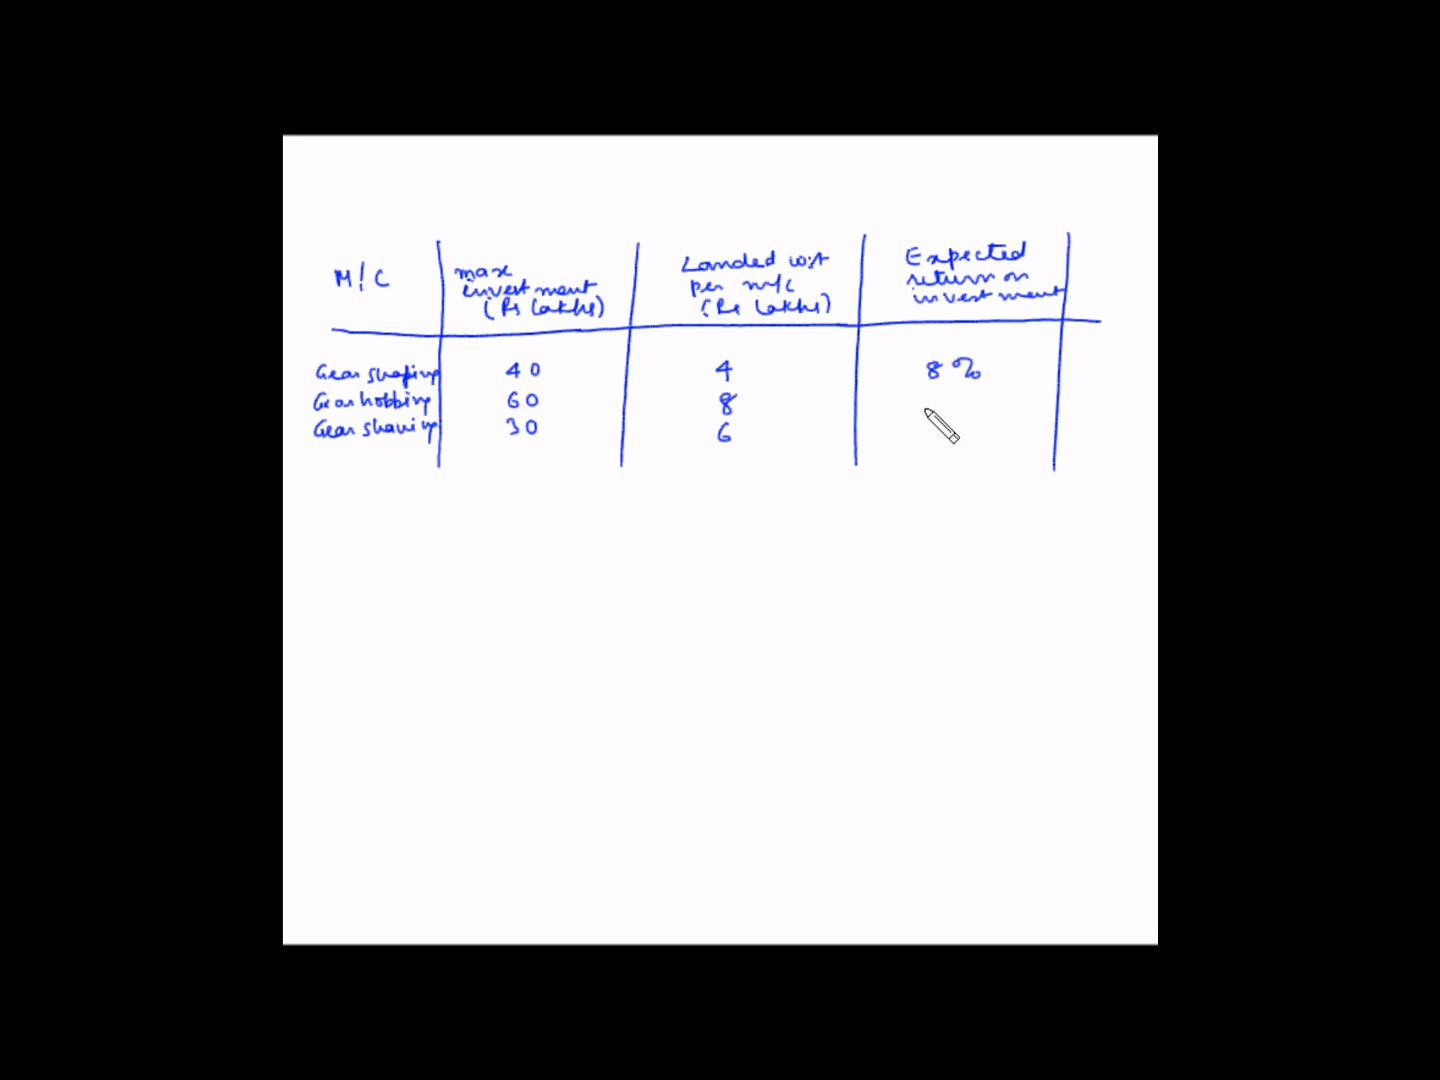 M/C
max
investment
(Rs lakhs)
Landed cost
per m/c
(Rs lakhs)
Expected
return on
investment
Gear shaping 40 4 8%
Gear hobbing 60 8
Gear shaving 30 6